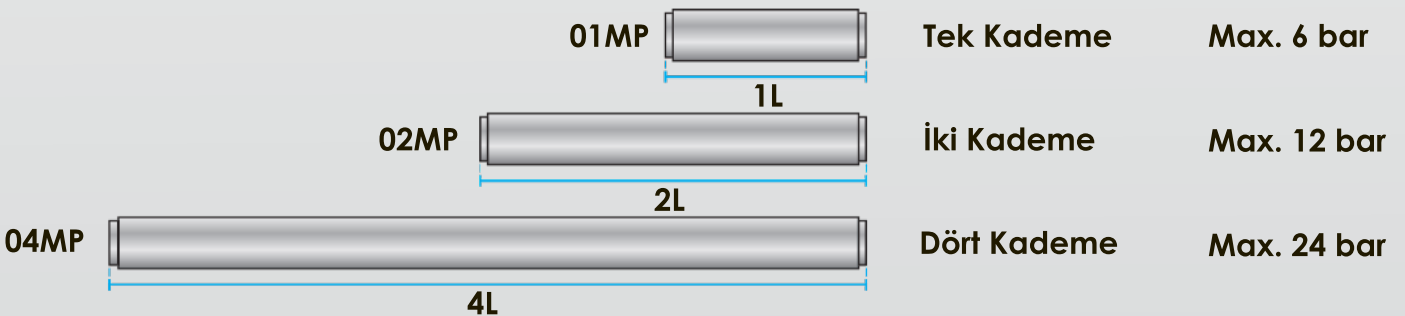 01MP Tek Kademe Max. 6 bar
1L
02MP İki Kademe Max. 12 bar
2L
04MP Dört Kademe Max. 24 bar
4L